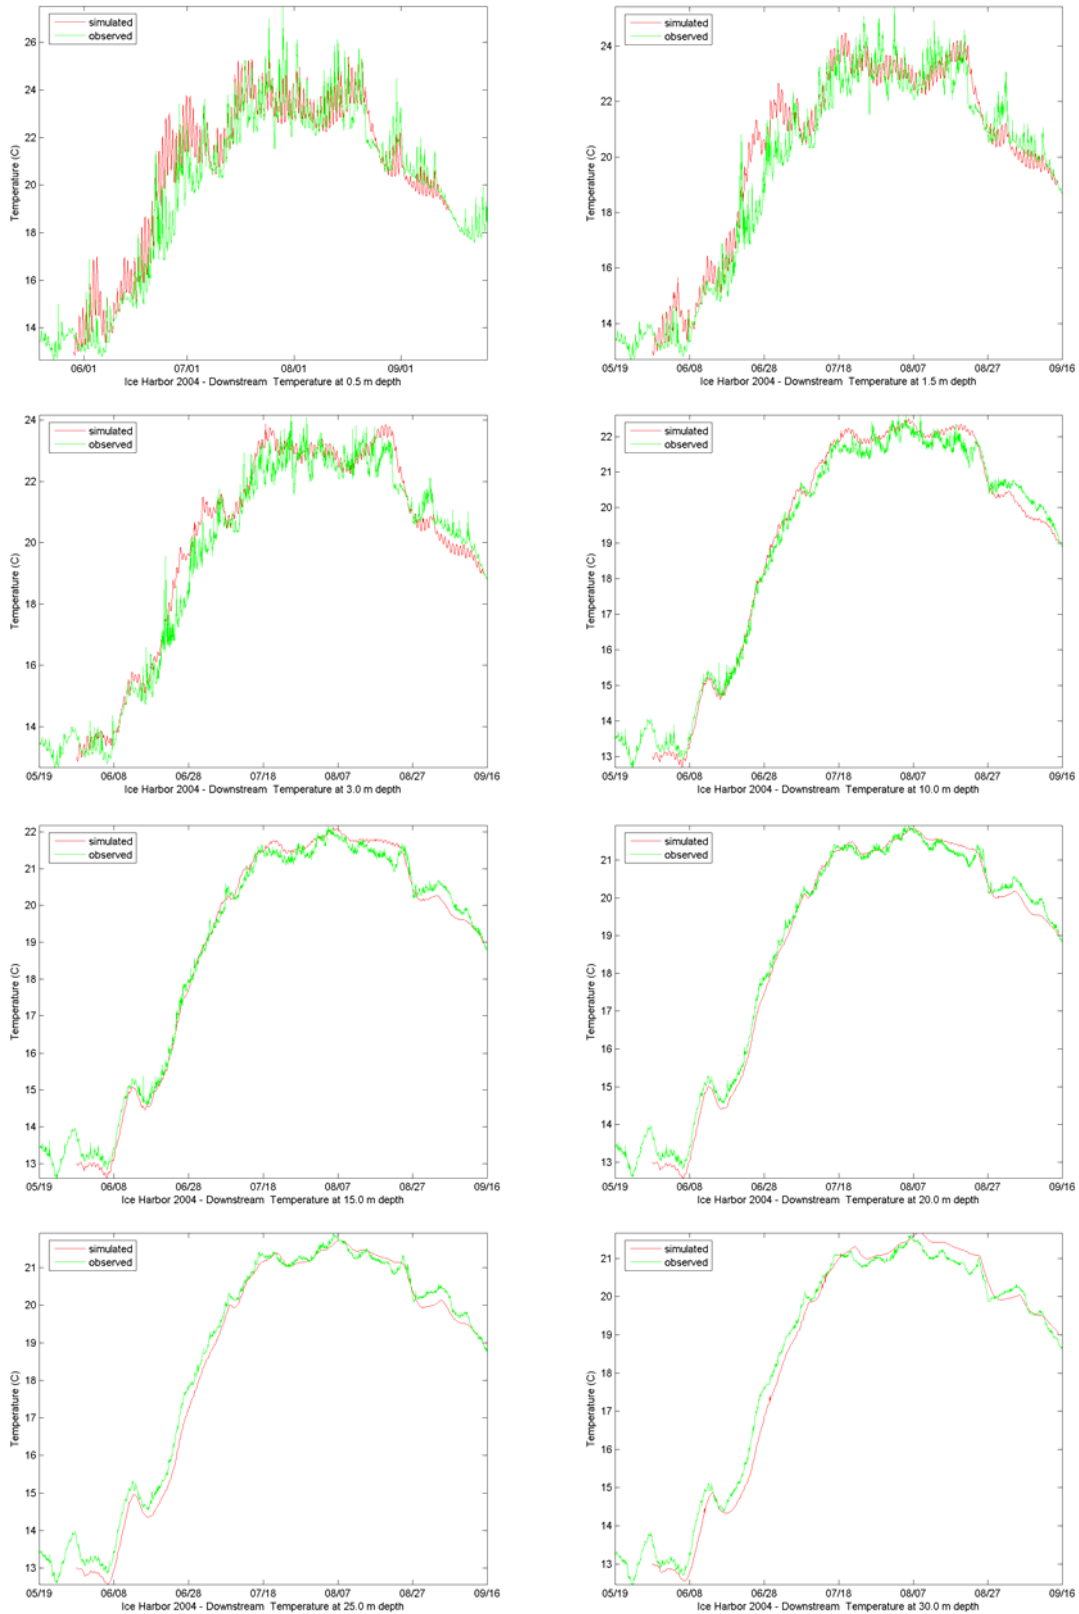 simulated
observed
26
24
22
20
18
16
14
Temperature (C)
06/01 07/01 08/01 09/01
Ice Harbor 2004 - Downstream Temperature at 0.5 m depth
simulated
observed
24
22
20
18
16
14
Temperature (C)
05/19 06/08 06/28 07/18 08/07 08/27 09/16
Ice Harbor 2004 - Downstream Temperature at 1.5 m depth
simulated
observed
24
22
20
18
16
14
Temperature (C)
05/19 06/08 06/28 07/18 08/07 08/27 09/16
Ice Harbor 2004 - Downstream Temperature at 3.0 m depth
simulated
observed
22
21
20
19
18
17
16
15
14
13
Temperature (C)
05/19 06/08 06/28 07/18 08/07 08/27 09/16
Ice Harbor 2004 - Downstream Temperature at 10.0 m depth
simulated
observed
22
21
20
19
18
17
16
15
14
13
Temperature (C)
05/19 06/08 06/28 07/18 08/07 08/27 09/16
Ice Harbor 2004 - Downstream Temperature at 15.0 m depth
simulated
observed
21
20
19
18
17
16
15
14
13
Temperature (C)
05/19 06/08 06/28 07/18 08/07 08/27 09/16
Ice Harbor 2004 - Downstream Temperature at 20.0 m depth
simulated
observed
21
20
19
18
17
16
15
14
13
Temperature (C)
05/19 06/08 06/28 07/18 08/07 08/27 09/16
Ice Harbor 2004 - Downstream Temperature at 25.0 m depth
simulated
observed
21
20
19
18
17
16
15
14
13
Temperature (C)
05/19 06/08 06/28 07/18 08/07 08/27 09/16
Ice Harbor 2004 - Downstream Temperature at 30.0 m depth